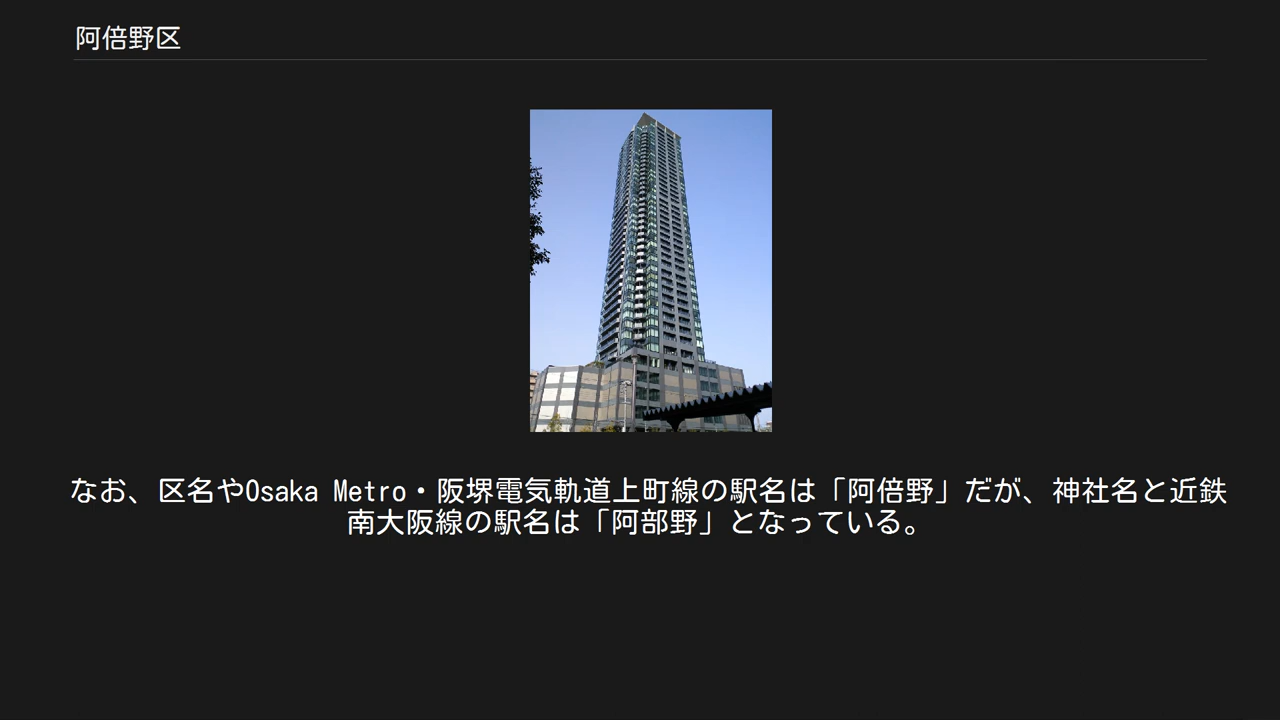 阿倍野区
なお、区名やOsaka Metro・阪堺電気軌道上町線の駅名は「阿倍野」だが、神社名と近鉄
南大阪線の駅名は「阿部野」となっている。